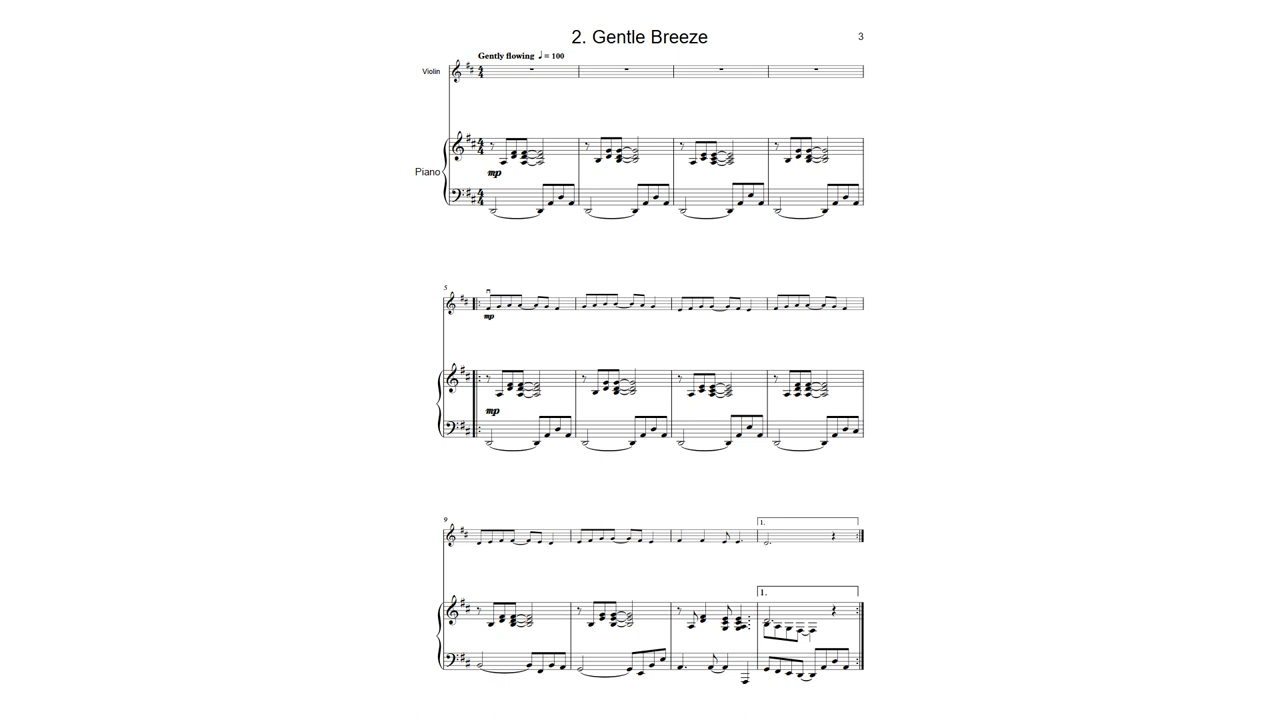 2. Gentle Breeze
3
Gently flowing ♩ = 100
Violin
Piano
mp
5
mp
mp
9
1.
1.